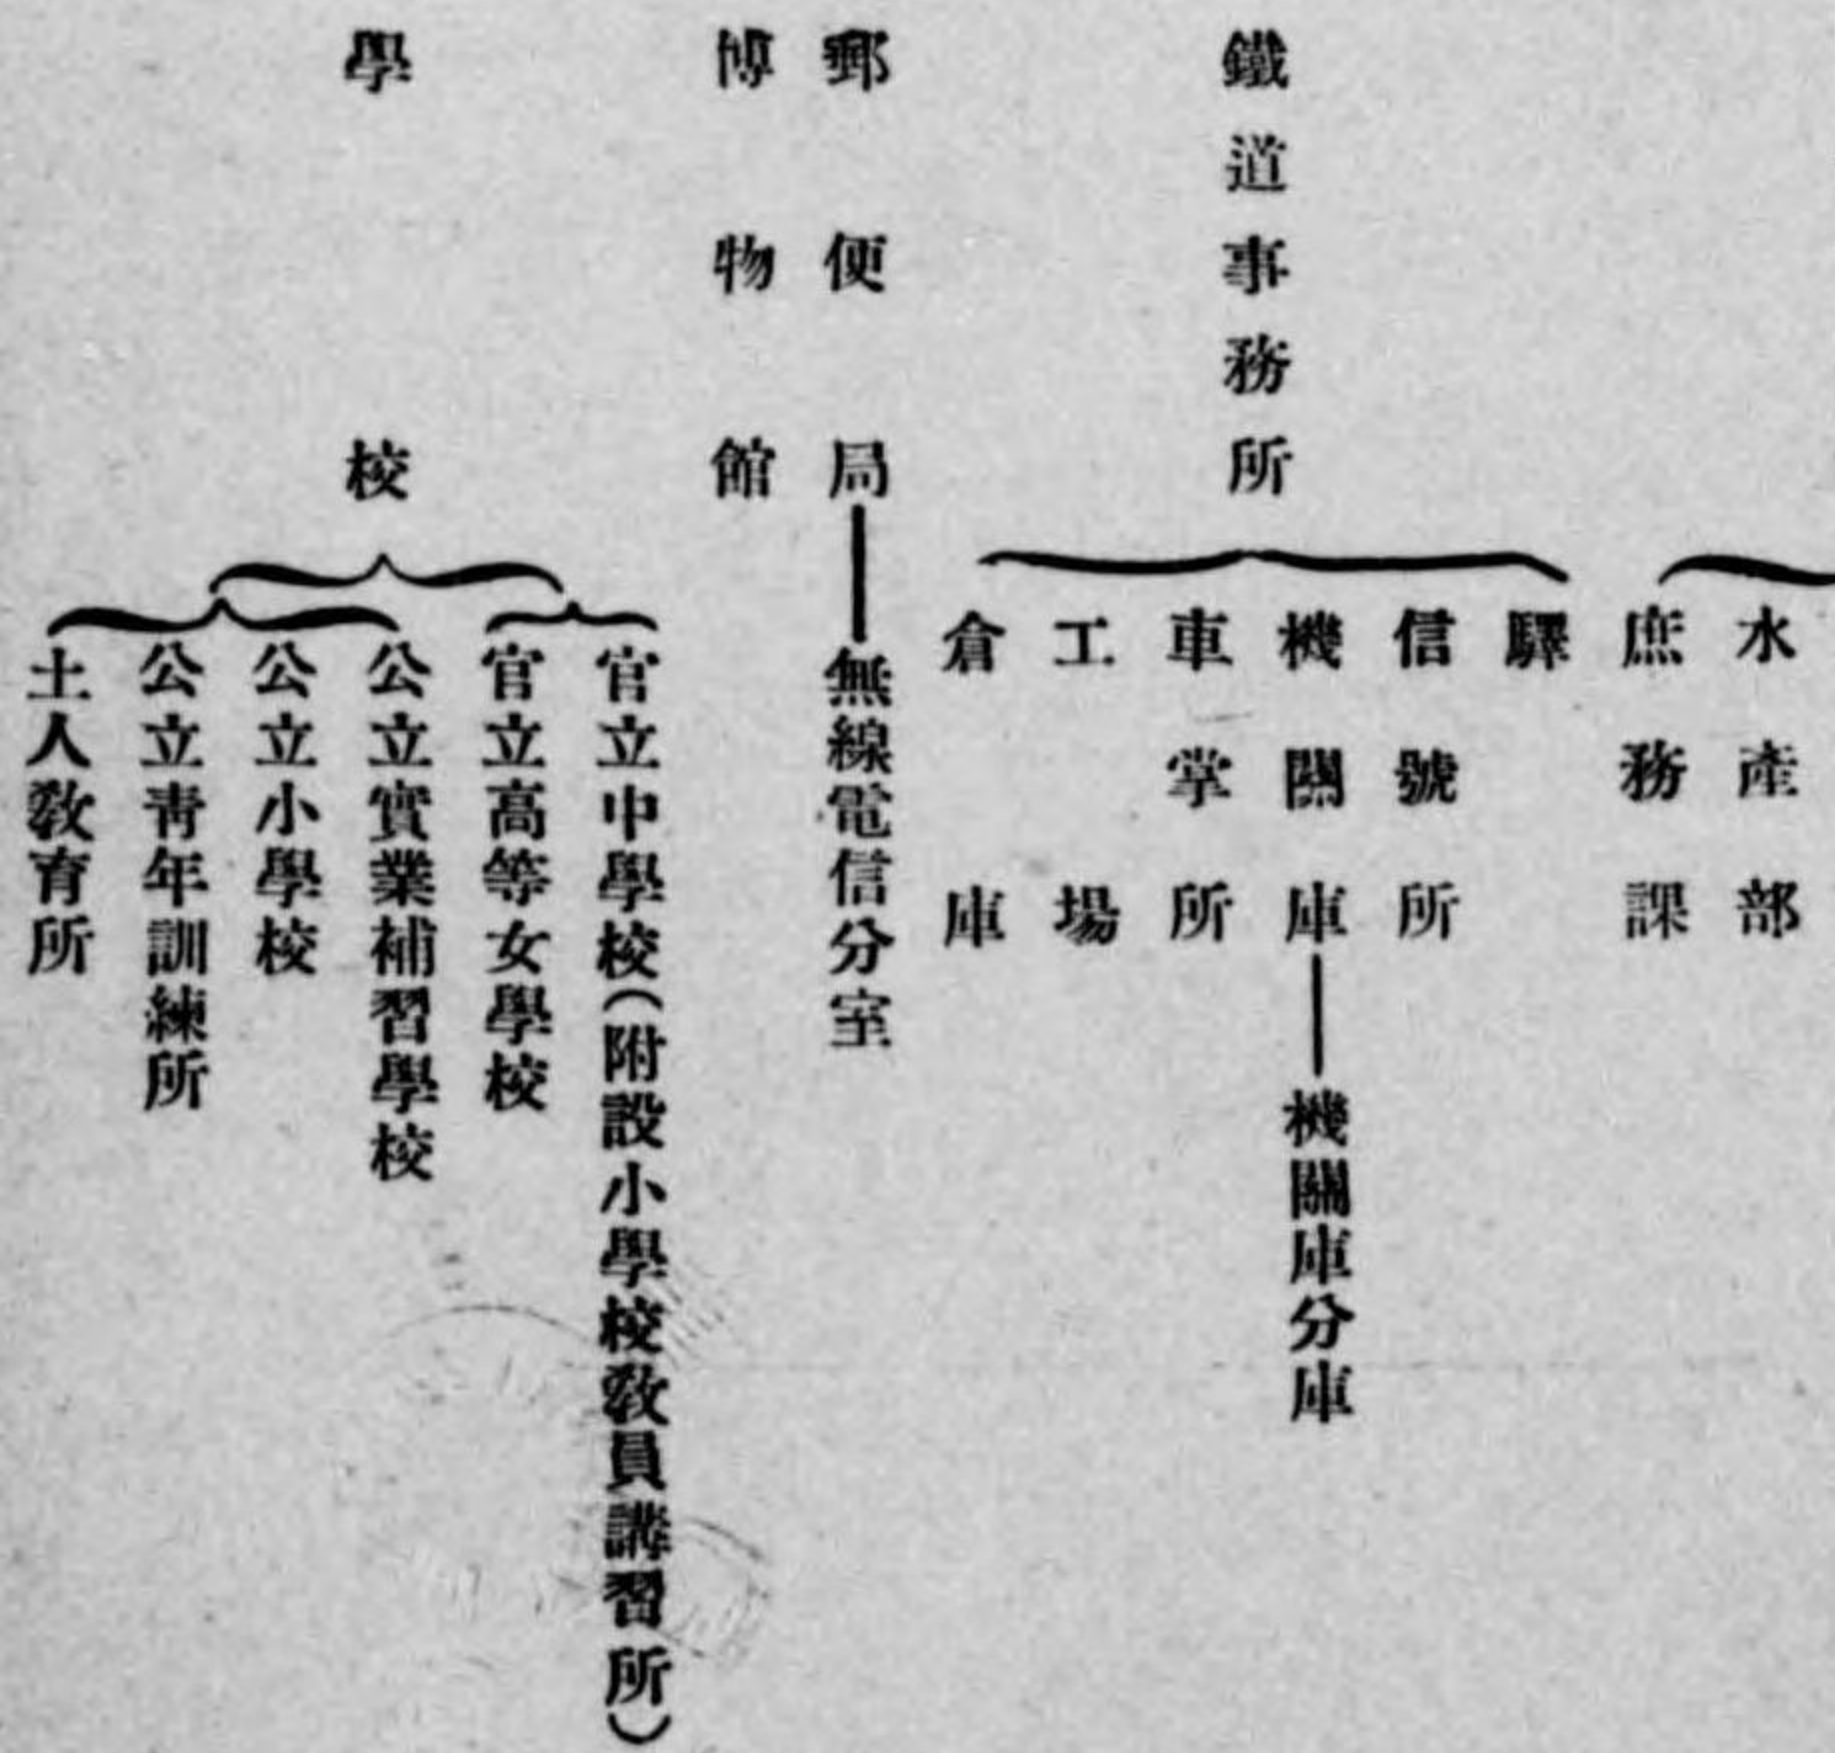 水產部
庶務課
鐵道事務所
驛
信號所
機關庫
機關庫分庫
車掌所
工場
倉庫
郵便局
無線電信分室
博物館
學校
官立中學校(附設小學校敎員講習所)
官立高等女學校
公立實業補習學校
公立小學校
公立靑年訓練所
土人敎育所